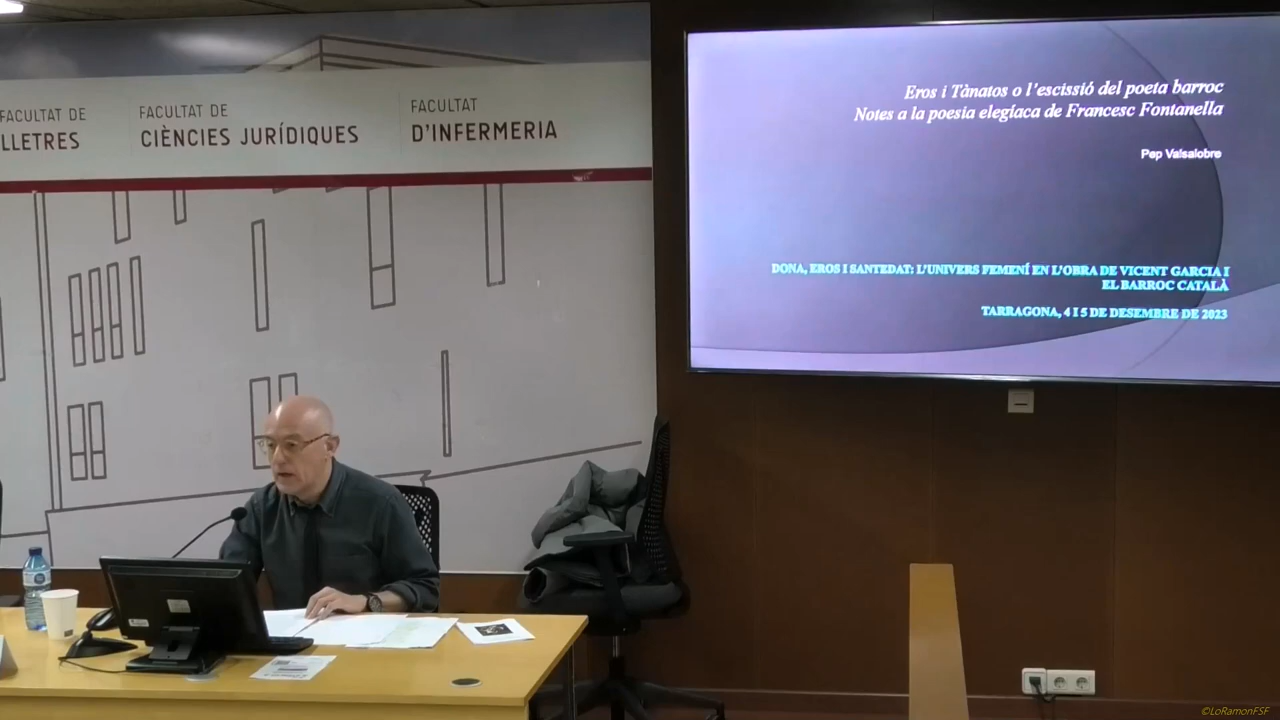 FACULTAT DE
LLETRES
FACULTAT DE
CIÈNCIES JURÍDIQUES
FACULTAT
D'INFERMERIA
Eros i Tànatos o l'escissió del poeta barroc
Notes a la poesia elegíaca de Francesc Fontanella
Pep Valsalobre
DONA, EROS I SANTEDAT: L'UNIVERS FEMENÍ EN L'OBRA DE VICENT GARCIA I
EL BARROC CATALÀ
TARRAGONA, 4 I 5 DE DESEMBRE DE 2023
©LoRamonFSF